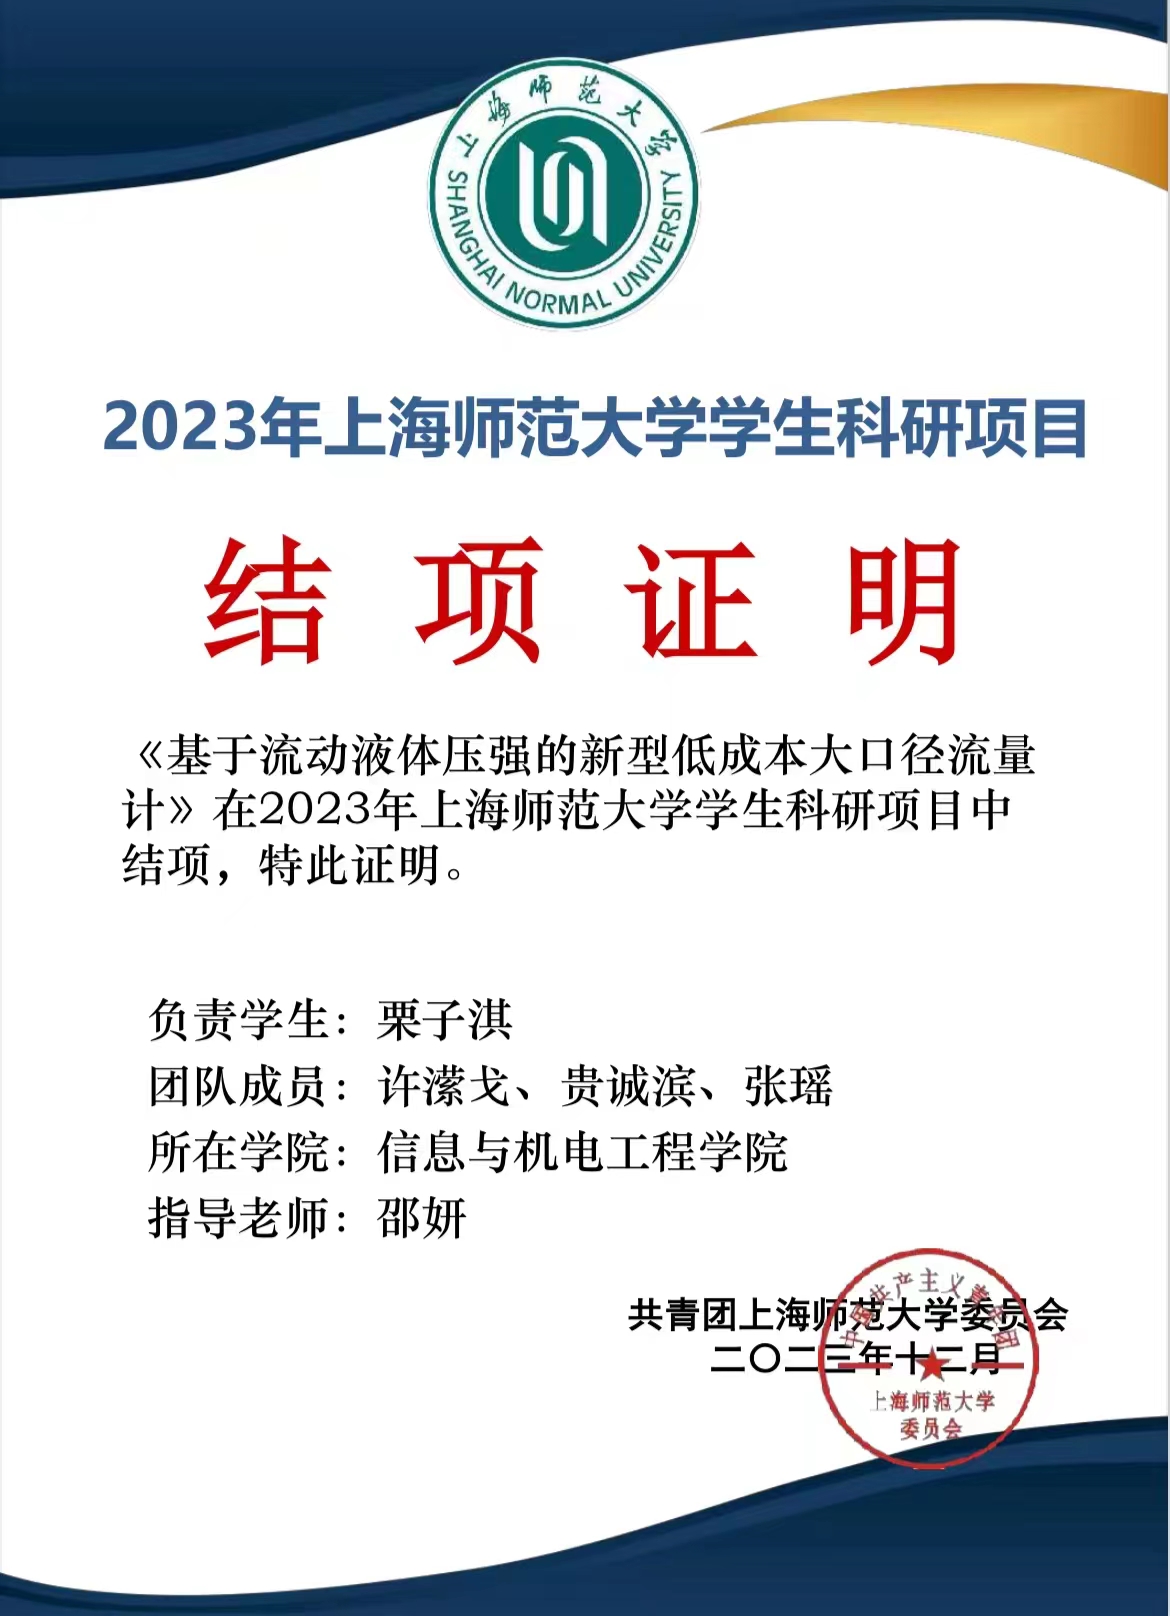 上海师范大学
SHANGHAI NORMAL UNIVERSITY
2023年上海师范大学学生科研项目
结项证明
《基于流动液体压强的新型低成本大口径流量
计》在2023年上海师范大学学生科研项目中
结项，特此证明。
负责学生：栗子淇
团队成员：许潆戈、贵诚滨、张瑶
所在学院：信息与机电工程学院
指导老师：邵妍
共青团上海师范大学委员会
二〇二三年十二月
中国共产主义青年团
上海师范大学
委员会